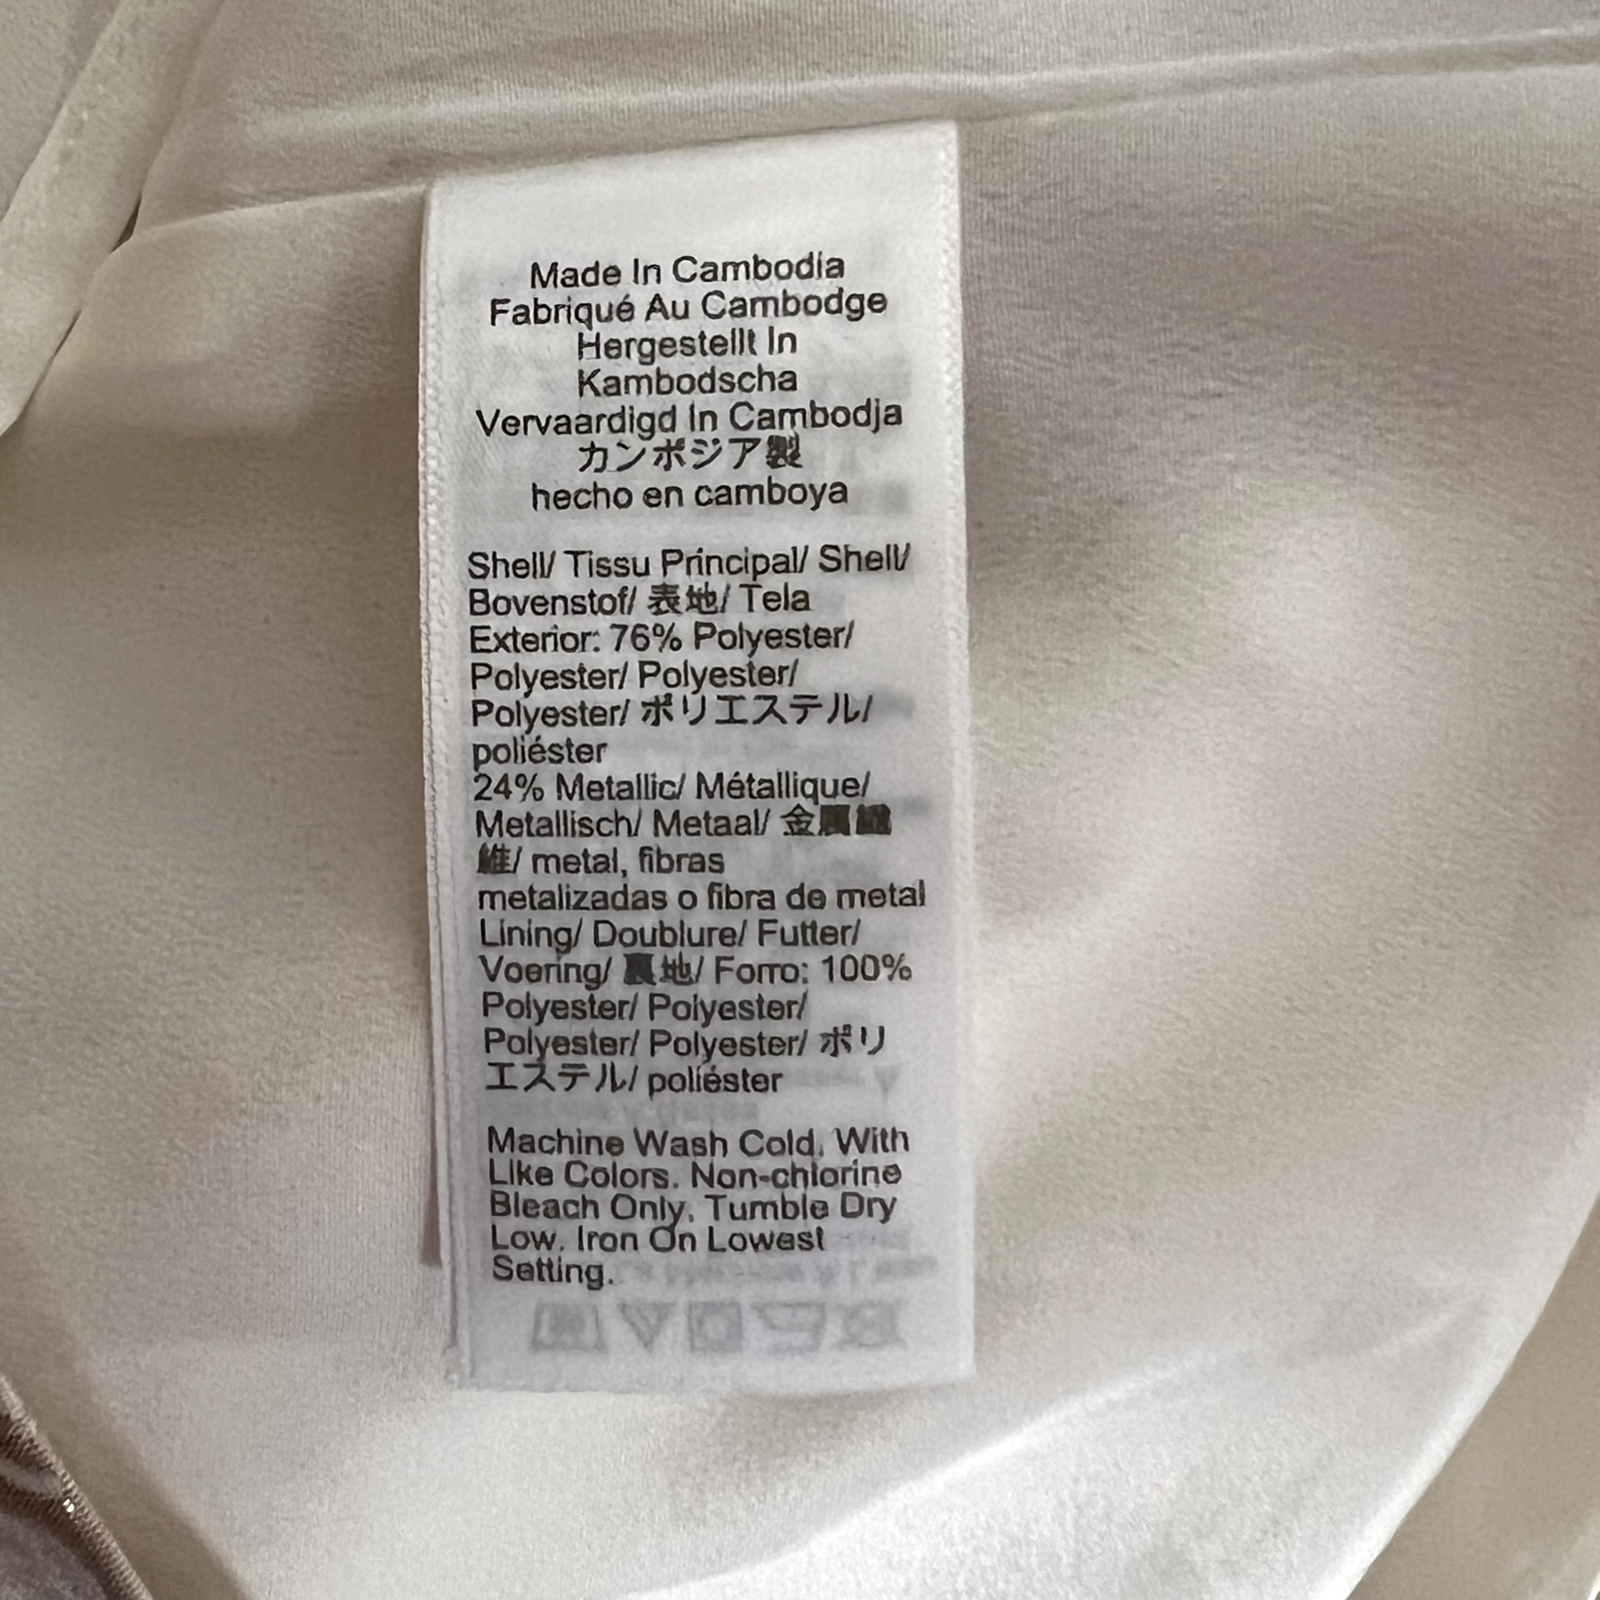 Made In Cambodia
Fabriqué Au Cambodge
Hergestellt In
Kambodscha
Vervaardigd In Cambodja
カンボジア製
hecho en camboya
Shell/ Tissu Principal/ Shell/
Bovenstof/ 表地/ Tela
Exterior: 76% Polyester/
Polyester/ Polyester/
Polyester/ ポリエステル/
poliéster
24% Metallic/ Métallique/
Metallisch/ Metaal/ 金属繊
維/ metal, fibras
metalizadas o fibra de metal
Lining/ Doublure/ Futter/
Voering/ 裏地/ Forro: 100%
Polyester/ Polyester/
Polyester/ Polyester/ ポリ
エステル/ poliéster
Machine Wash Cold, With
Like Colors. Non-chlorine
Bleach Only, Tumble Dry
Low. Iron On Lowest
Setting.